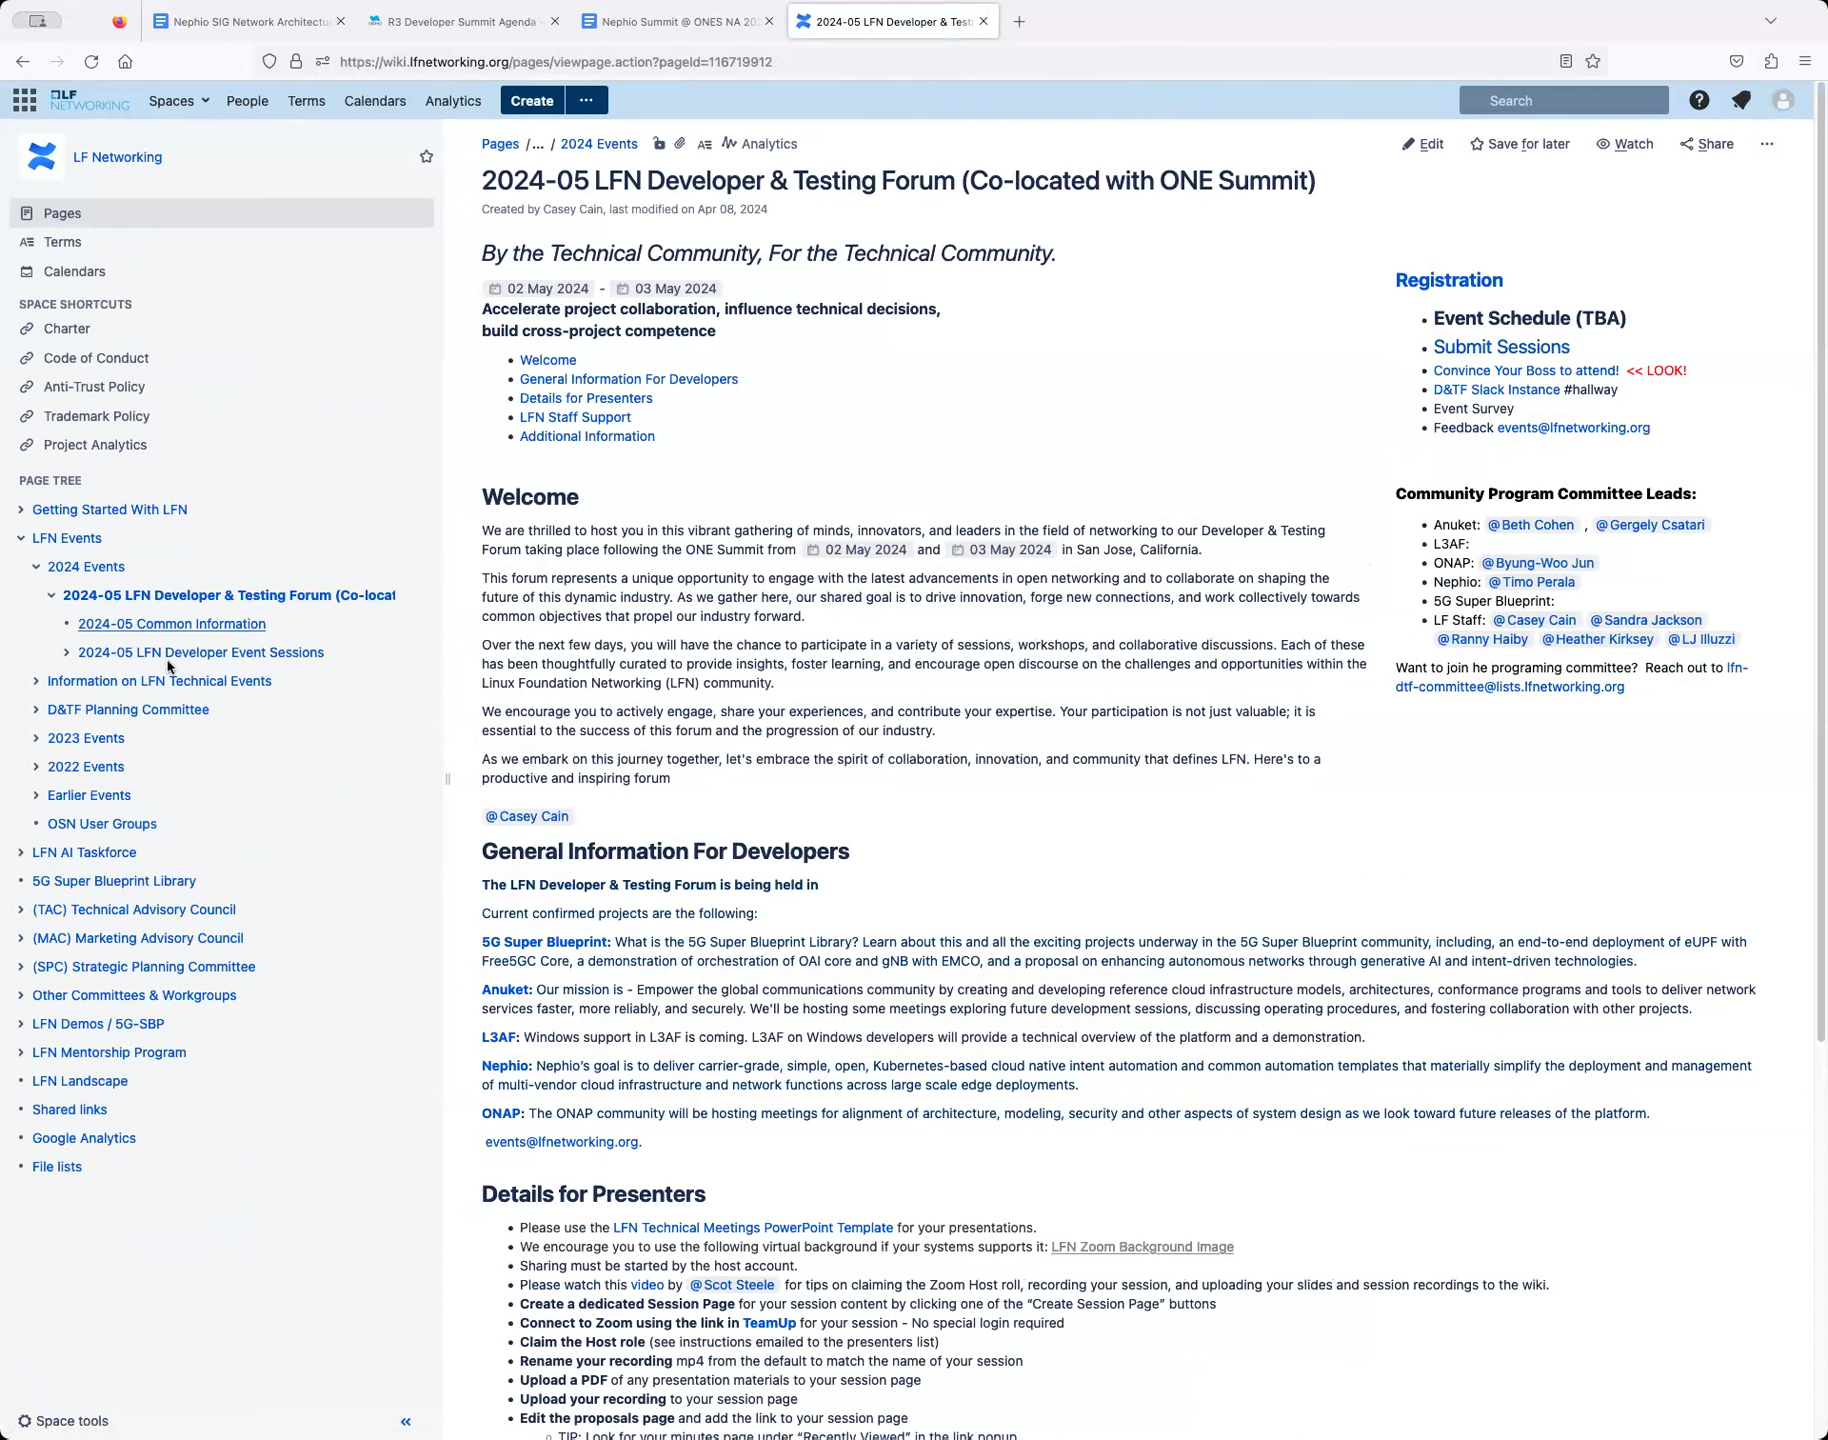 Nephio SIG Network Architectu
R3 Developer Summit Agenda -
Nephio Summit @ ONES NA 20
2024-05 LFN Developer & Testi
https://wiki.lfnetworking.org/pages/viewpage.action?pageId=116719912
LF NETWORKING
Spaces
People
Terms
Calendars
Analytics
Create
Search
LF Networking
Pages
Terms
Calendars
SPACE SHORTCUTS
Charter
Code of Conduct
Anti-Trust Policy
Trademark Policy
Project Analytics
PAGE TREE
Getting Started With LFN
LFN Events
2024 Events
2024-05 LFN Developer & Testing Forum (Co-locat
2024-05 Common Information
2024-05 LFN Developer Event Sessions
Information on LFN Technical Events
D&TF Planning Committee
2023 Events
2022 Events
Earlier Events
OSN User Groups
LFN AI Taskforce
5G Super Blueprint Library
(TAC) Technical Advisory Council
(MAC) Marketing Advisory Council
(SPC) Strategic Planning Committee
Other Committees & Workgroups
LFN Demos / 5G-SBP
LFN Mentorship Program
LFN Landscape
Shared links
Google Analytics
File lists
Space tools
Pages /... / 2024 Events Analytics
Edit Save for later Watch Share
2024-05 LFN Developer & Testing Forum (Co-located with ONE Summit)
Created by Casey Cain, last modified on Apr 08, 2024
By the Technical Community, For the Technical Community.
02 May 2024 - 03 May 2024
Accelerate project collaboration, influence technical decisions,
build cross-project competence
• Welcome
• General Information For Developers
• Details for Presenters
• LFN Staff Support
• Additional Information
Registration
• Event Schedule (TBA)
• Submit Sessions
• Convince Your Boss to attend! << LOOK!
• D&TF Slack Instance #hallway
• Event Survey
• Feedback events@lfnetworking.org
Community Program Committee Leads:
• Anuket: @Beth Cohen , @Gergely Csatari
• L3AF:
• ONAP: @Byung-Woo Jun
• Nephio: @Timo Perala
• 5G Super Blueprint:
• LF Staff: @Casey Cain @Sandra Jackson
@Ranny Haiby @Heather Kirksey @LJ Illuzzi
Want to join he programing committee? Reach out to lfn-
dtf-committee@lists.lfnetworking.org
Welcome
We are thrilled to host you in this vibrant gathering of minds, innovators, and leaders in the field of networking to our Developer & Testing
Forum taking place following the ONE Summit from 02 May 2024 and 03 May 2024 in San Jose, California.
This forum represents a unique opportunity to engage with the latest advancements in open networking and to collaborate on shaping the
future of this dynamic industry. As we gather here, our shared goal is to drive innovation, forge new connections, and work collectively towards
common objectives that propel our industry forward.
Over the next few days, you will have the chance to participate in a variety of sessions, workshops, and collaborative discussions. Each of these
has been thoughtfully curated to provide insights, foster learning, and encourage open discourse on the challenges and opportunities within the
Linux Foundation Networking (LFN) community.
We encourage you to actively engage, share your experiences, and contribute your expertise. Your participation is not just valuable; it is
essential to the success of this forum and the progression of our industry.
As we embark on this journey together, let's embrace the spirit of collaboration, innovation, and community that defines LFN. Here's to a
productive and inspiring forum
@Casey Cain
General Information For Developers
The LFN Developer & Testing Forum is being held in
Current confirmed projects are the following:
5G Super Blueprint: What is the 5G Super Blueprint Library? Learn about this and all the exciting projects underway in the 5G Super Blueprint community, including, an end-to-end deployment of eUPF with
Free5GC Core, a demonstration of orchestration of OAI core and gNB with EMCO, and a proposal on enhancing autonomous networks through generative AI and intent-driven technologies.
Anuket: Our mission is - Empower the global communications community by creating and developing reference cloud infrastructure models, architectures, conformance programs and tools to deliver network
services faster, more reliably, and securely. We'll be hosting some meetings exploring future development sessions, discussing operating procedures, and fostering collaboration with other projects.
L3AF: Windows support in L3AF is coming. L3AF on Windows developers will provide a technical overview of the platform and a demonstration.
Nephio: Nephio's goal is to deliver carrier-grade, simple, open, Kubernetes-based cloud native intent automation and common automation templates that materially simplify the deployment and management
of multi-vendor cloud infrastructure and network functions across large scale edge deployments.
ONAP: The ONAP community will be hosting meetings for alignment of architecture, modeling, security and other aspects of system design as we look toward future releases of the platform.
events@lfnetworking.org.
Details for Presenters
• Please use the LFN Technical Meetings PowerPoint Template for your presentations.
• We encourage you to use the following virtual background if your systems supports it: LFN Zoom Background Image
• Sharing must be started by the host account.
• Please watch this video by @Scot Steele for tips on claiming the Zoom Host roll, recording your session, and uploading your slides and session recordings to the wiki.
• Create a dedicated Session Page for your session content by clicking one of the “Create Session Page” buttons
• Connect to Zoom using the link in TeamUp for your session - No special login required
• Claim the Host role (see instructions emailed to the presenters list)
• Rename your recording mp4 from the default to match the name of your session
• Upload a PDF of any presentation materials to your session page
• Upload your recording to your session page
• Edit the proposals page and add the link to your session page
TIP: Look for your minutes page under “Recently Viewed” in the link popup